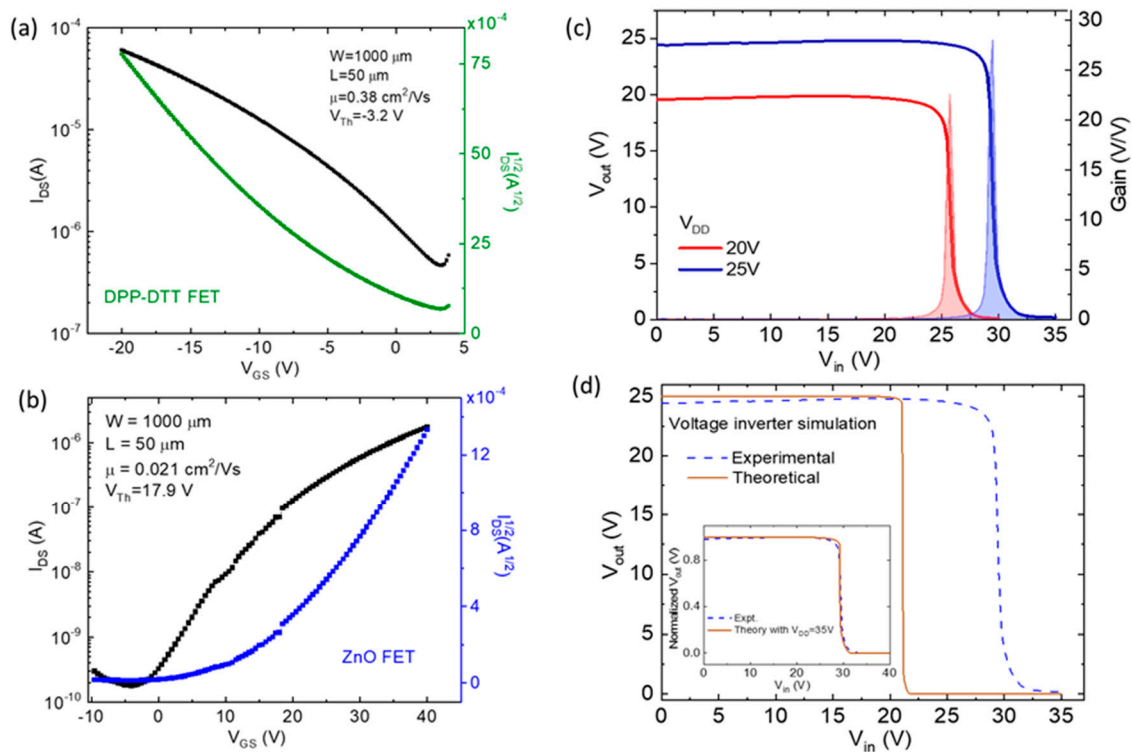 (a)
10^-4
10^-5
10^-6
10^-7
I_DS(A)
-20 -15 -10 -5 0 5
V_GS (V)
W=1000 μm
L=50 μm
μ=0.38 cm²/Vs
V_Th=-3.2 V
DPP-DTT FET
x10^-4
75
50
25
0
I_DS^1/2(A^1/2)
(b)
10^-6
10^-7
10^-8
10^-9
10^-10
I_DS (A)
-10 0 10 20 30 40
V_GS (V)
W = 1000 μm
L = 50 μm
μ = 0.021 cm²/Vs
V_Th=17.9 V
ZnO FET
x10^-4
12
8
4
0
I_DS^1/2(A^1/2)
(c)
25
20
15
10
5
0
V_out (V)
0 5 10 15 20 25 30 35
V_in (V)
V_DD
20V
25V
30
25
20
15
10
5
0
Gain (V/V)
(d)
25
20
15
10
5
0
V_out (V)
0 5 10 15 20 25 30 35
V_in (V)
Voltage inverter simulation
Experimental
Theoretical
0.8
0.4
0.0
Normalized V_out (V)
0 10 20 30 40
V_in (V)
Expt.
Theory with V_DD=35V